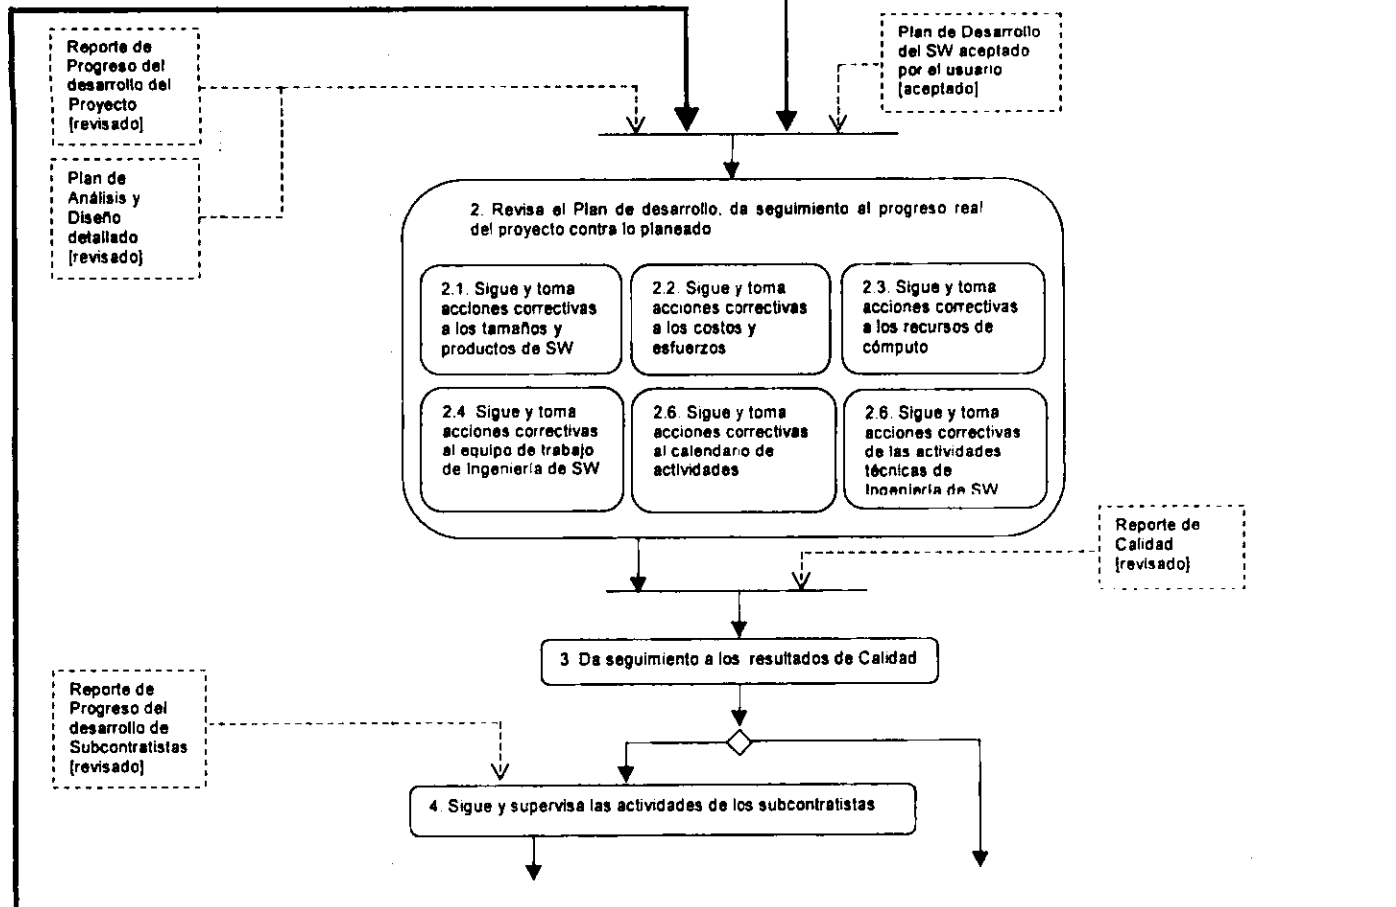 Reporte de
Progreso del
desarrollo del
Proyecto
[revisado]
Plan de Desarrollo
del SW aceptado
por el usuario
[aceptado]
Plan de
Análisis y
Diseño
detallado
[revisado]
2. Revisa el Plan de desarrollo, da seguimiento al progreso real
del proyecto contra lo planeado
2.1. Sigue y toma
acciones correctivas
a los tamaños y
productos de SW
2.2. Sigue y toma
acciones correctivas
a los costos y
esfuerzos
2.3. Sigue y toma
acciones correctivas
a los recursos de
cómputo
2.4 Sigue y toma
acciones correctivas
al equipo de trabajo
de Ingeniería de SW
2.6. Sigue y toma
acciones correctivas
al calendario de
actividades
2.6. Sigue y toma
acciones correctivas
de las actividades
técnicas de
Ingeniería de SW
Reporte de
Calidad
[revisado]
3 Da seguimiento a los resultados de Calidad
Reporte de
Progreso del
desarrollo de
Subcontratistas
[revisado]
4. Sigue y supervisa las actividades de los subcontratistas